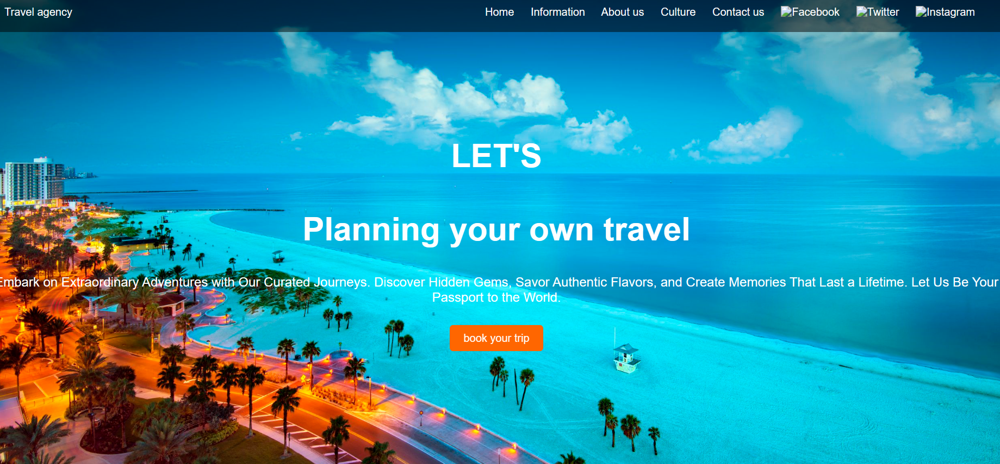 Travel agency
Home Information About us Culture Contact us Facebook Twitter Instagram
LET'S
Planning your own travel
Embark on Extraordinary Adventures with Our Curated Journeys. Discover Hidden Gems, Savor Authentic Flavors, and Create Memories That Last a Lifetime. Let Us Be Your
Passport to the World.
book your trip
3